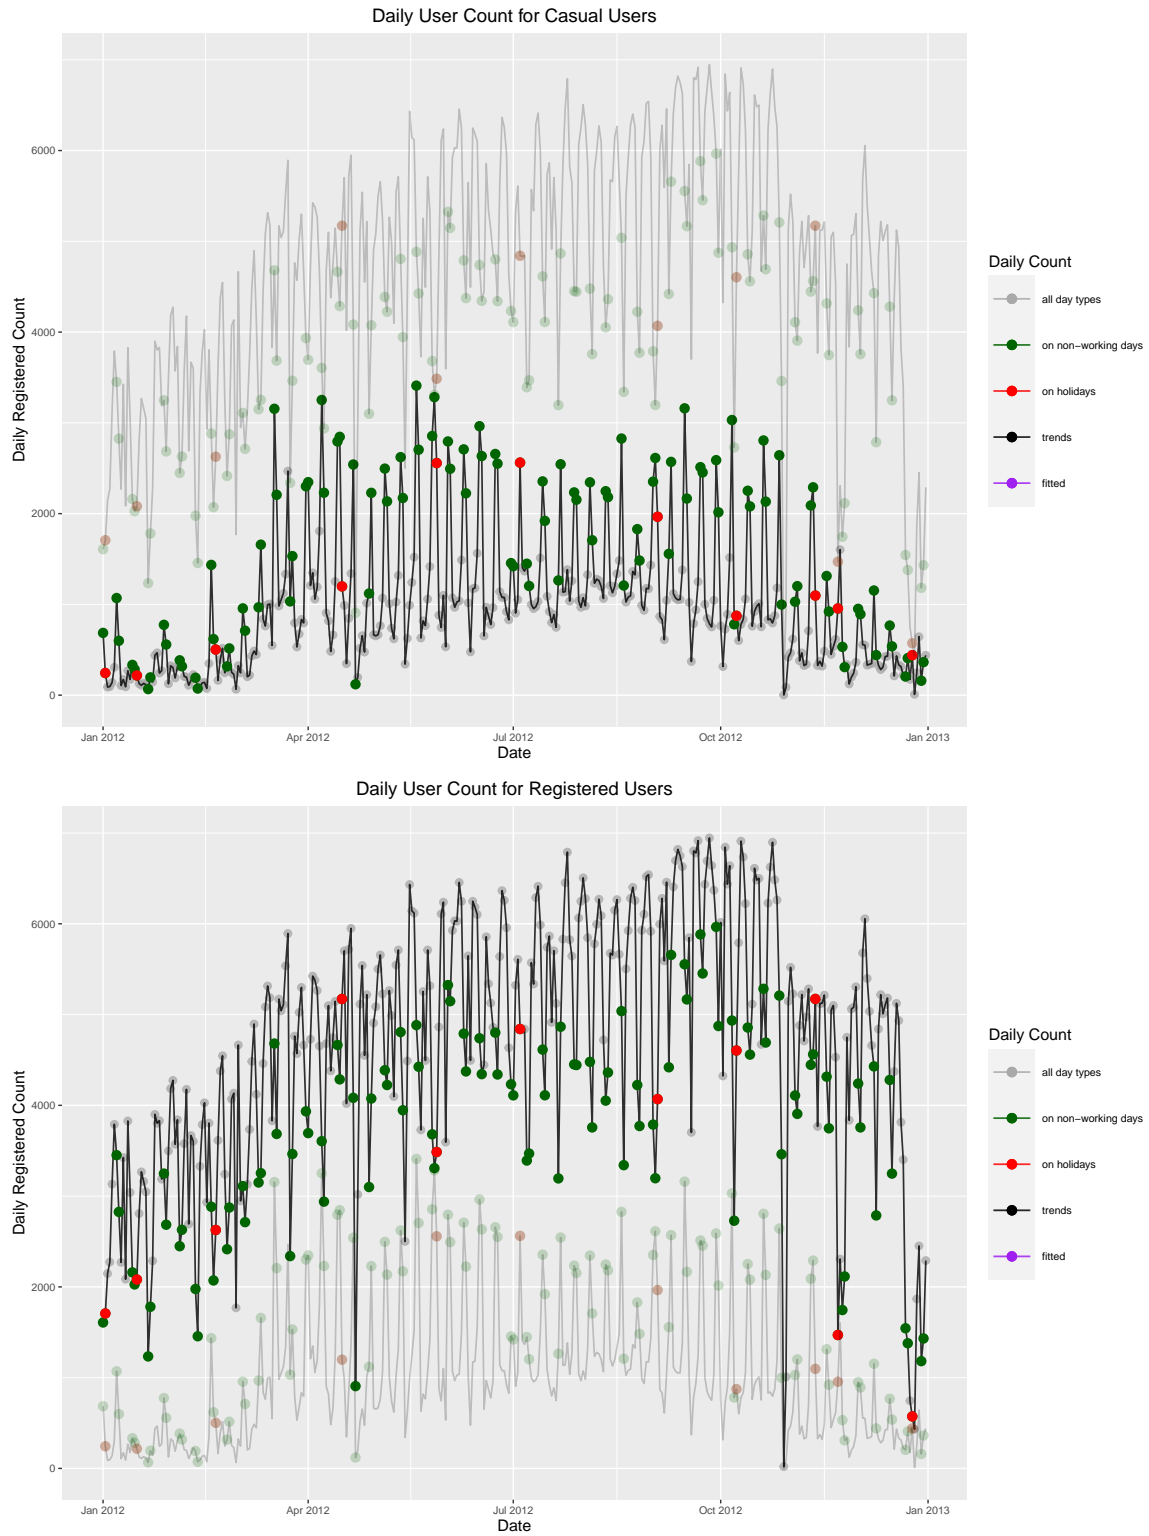 Daily User Count for Casual Users
Daily Registered Count
6000
4000
2000
0
Jan 2012
Apr 2012
Jul 2012
Oct 2012
Jan 2013
Date
Daily Count
all day types
on non−working days
on holidays
trends
fitted
Daily User Count for Registered Users
Daily Registered Count
6000
4000
2000
0
Jan 2012
Apr 2012
Jul 2012
Oct 2012
Jan 2013
Date
Daily Count
all day types
on non−working days
on holidays
trends
fitted